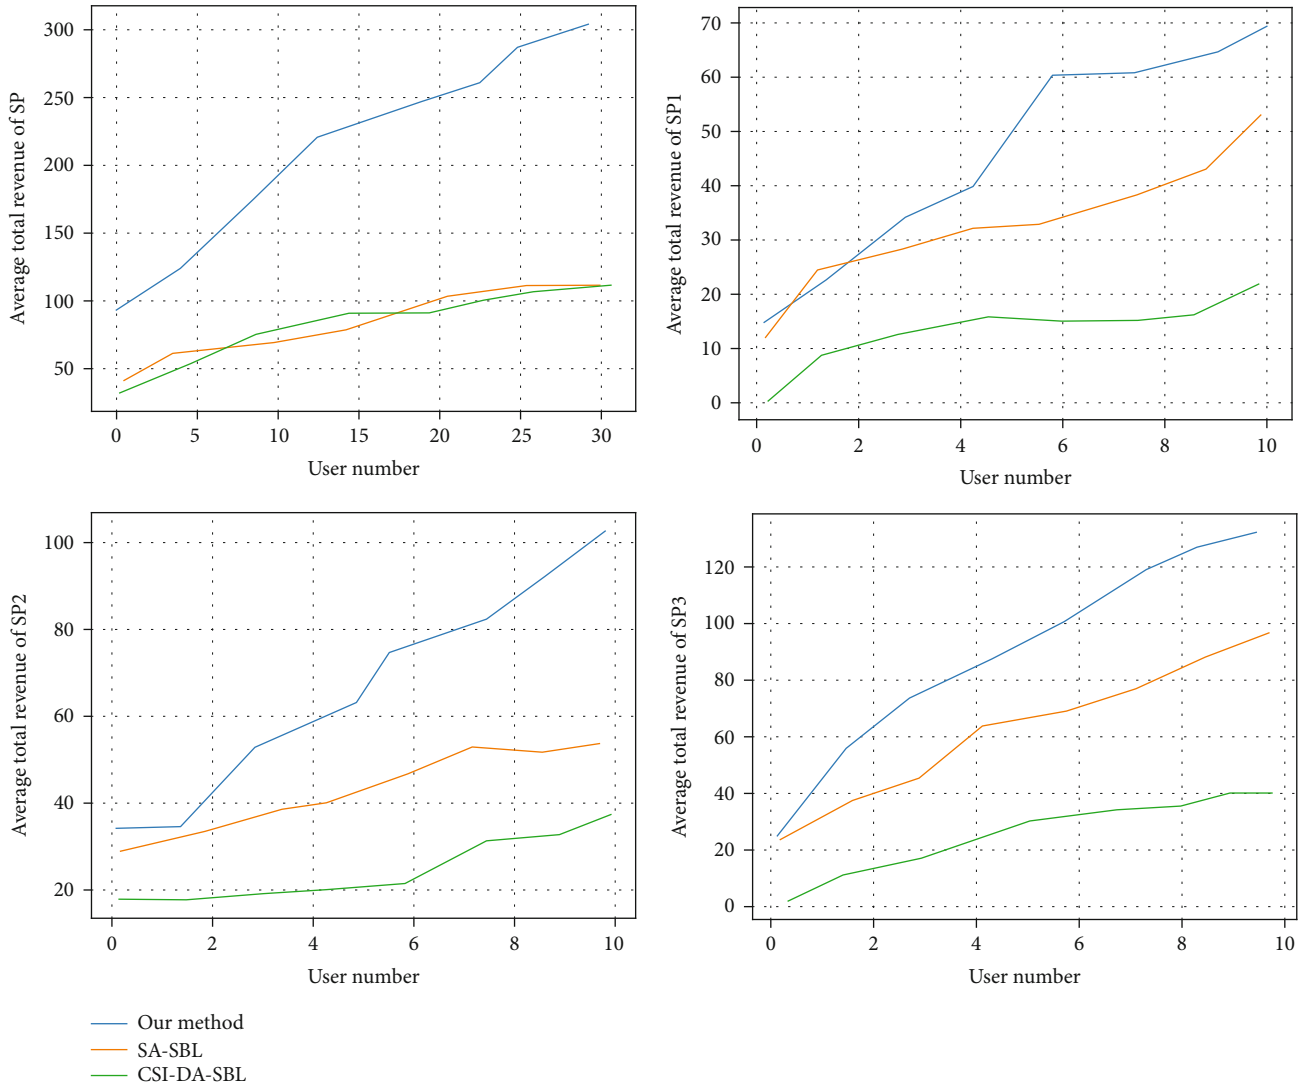 Average total revenue of SP
300
250
200
150
100
50
0 5 10 15 20 25 30
User number
Average total revenue of SP1
70
60
50
40
30
20
10
0
0 2 4 6 8 10
User number
Average total revenue of SP2
100
80
60
40
20
0 2 4 6 8 10
User number
Average total revenue of SP3
120
100
80
60
40
20
0
0 2 4 6 8 10
User number
Our method
SA-SBL
CSI-DA-SBL